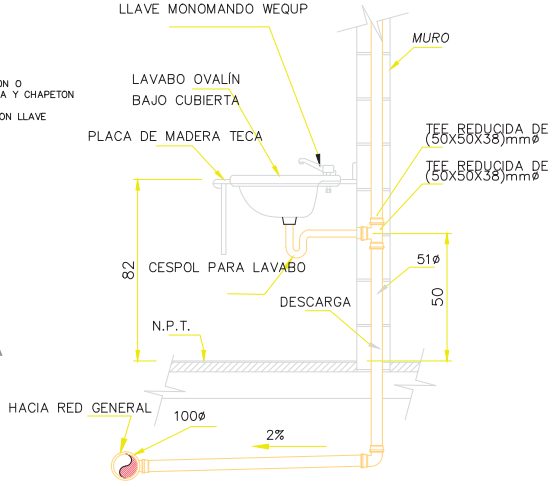 LLAVE MONOMANDO WEQUP
MURO
ON O
A Y CHAPETON
ON LLAVE
LAVABO OVALÍN
BAJO CUBIERTA
PLACA DE MADERA TECA
TEE REDUCIDA DE
(50X50X38)mmø
TEE REDUCIDA DE
(50X50X38)mmø
82
CESPOL PARA LAVABO
51ø
50
DESCARGA
N.P.T.
HACIA RED GENERAL
100ø
2%